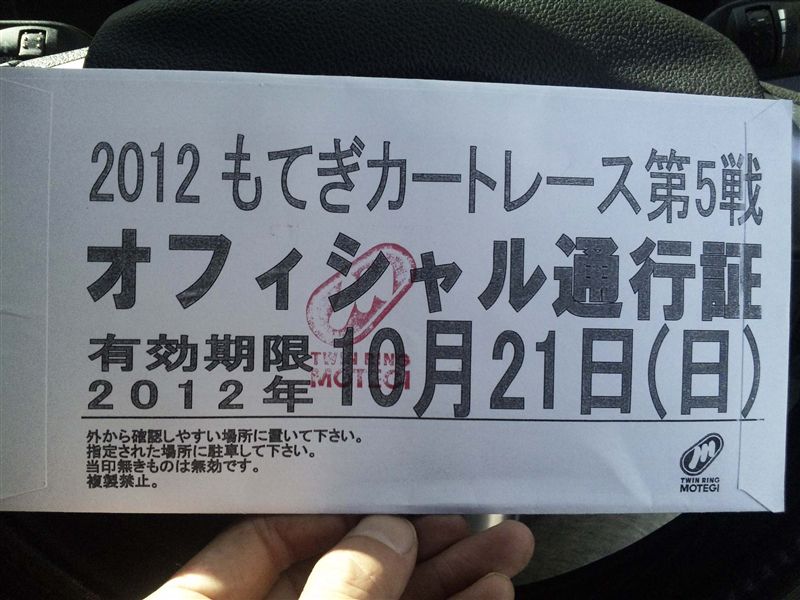 2012 もてぎカートレース第5戦
オフィシャル通行証
有効期限
2012年10月21日(日)
TWIN RING
MOTEGI
外から確認しやすい場所に置いて下さい。
指定された場所に駐車して下さい。
当印無きものは無効です。
複製禁止。
TWIN RING
MOTEGI